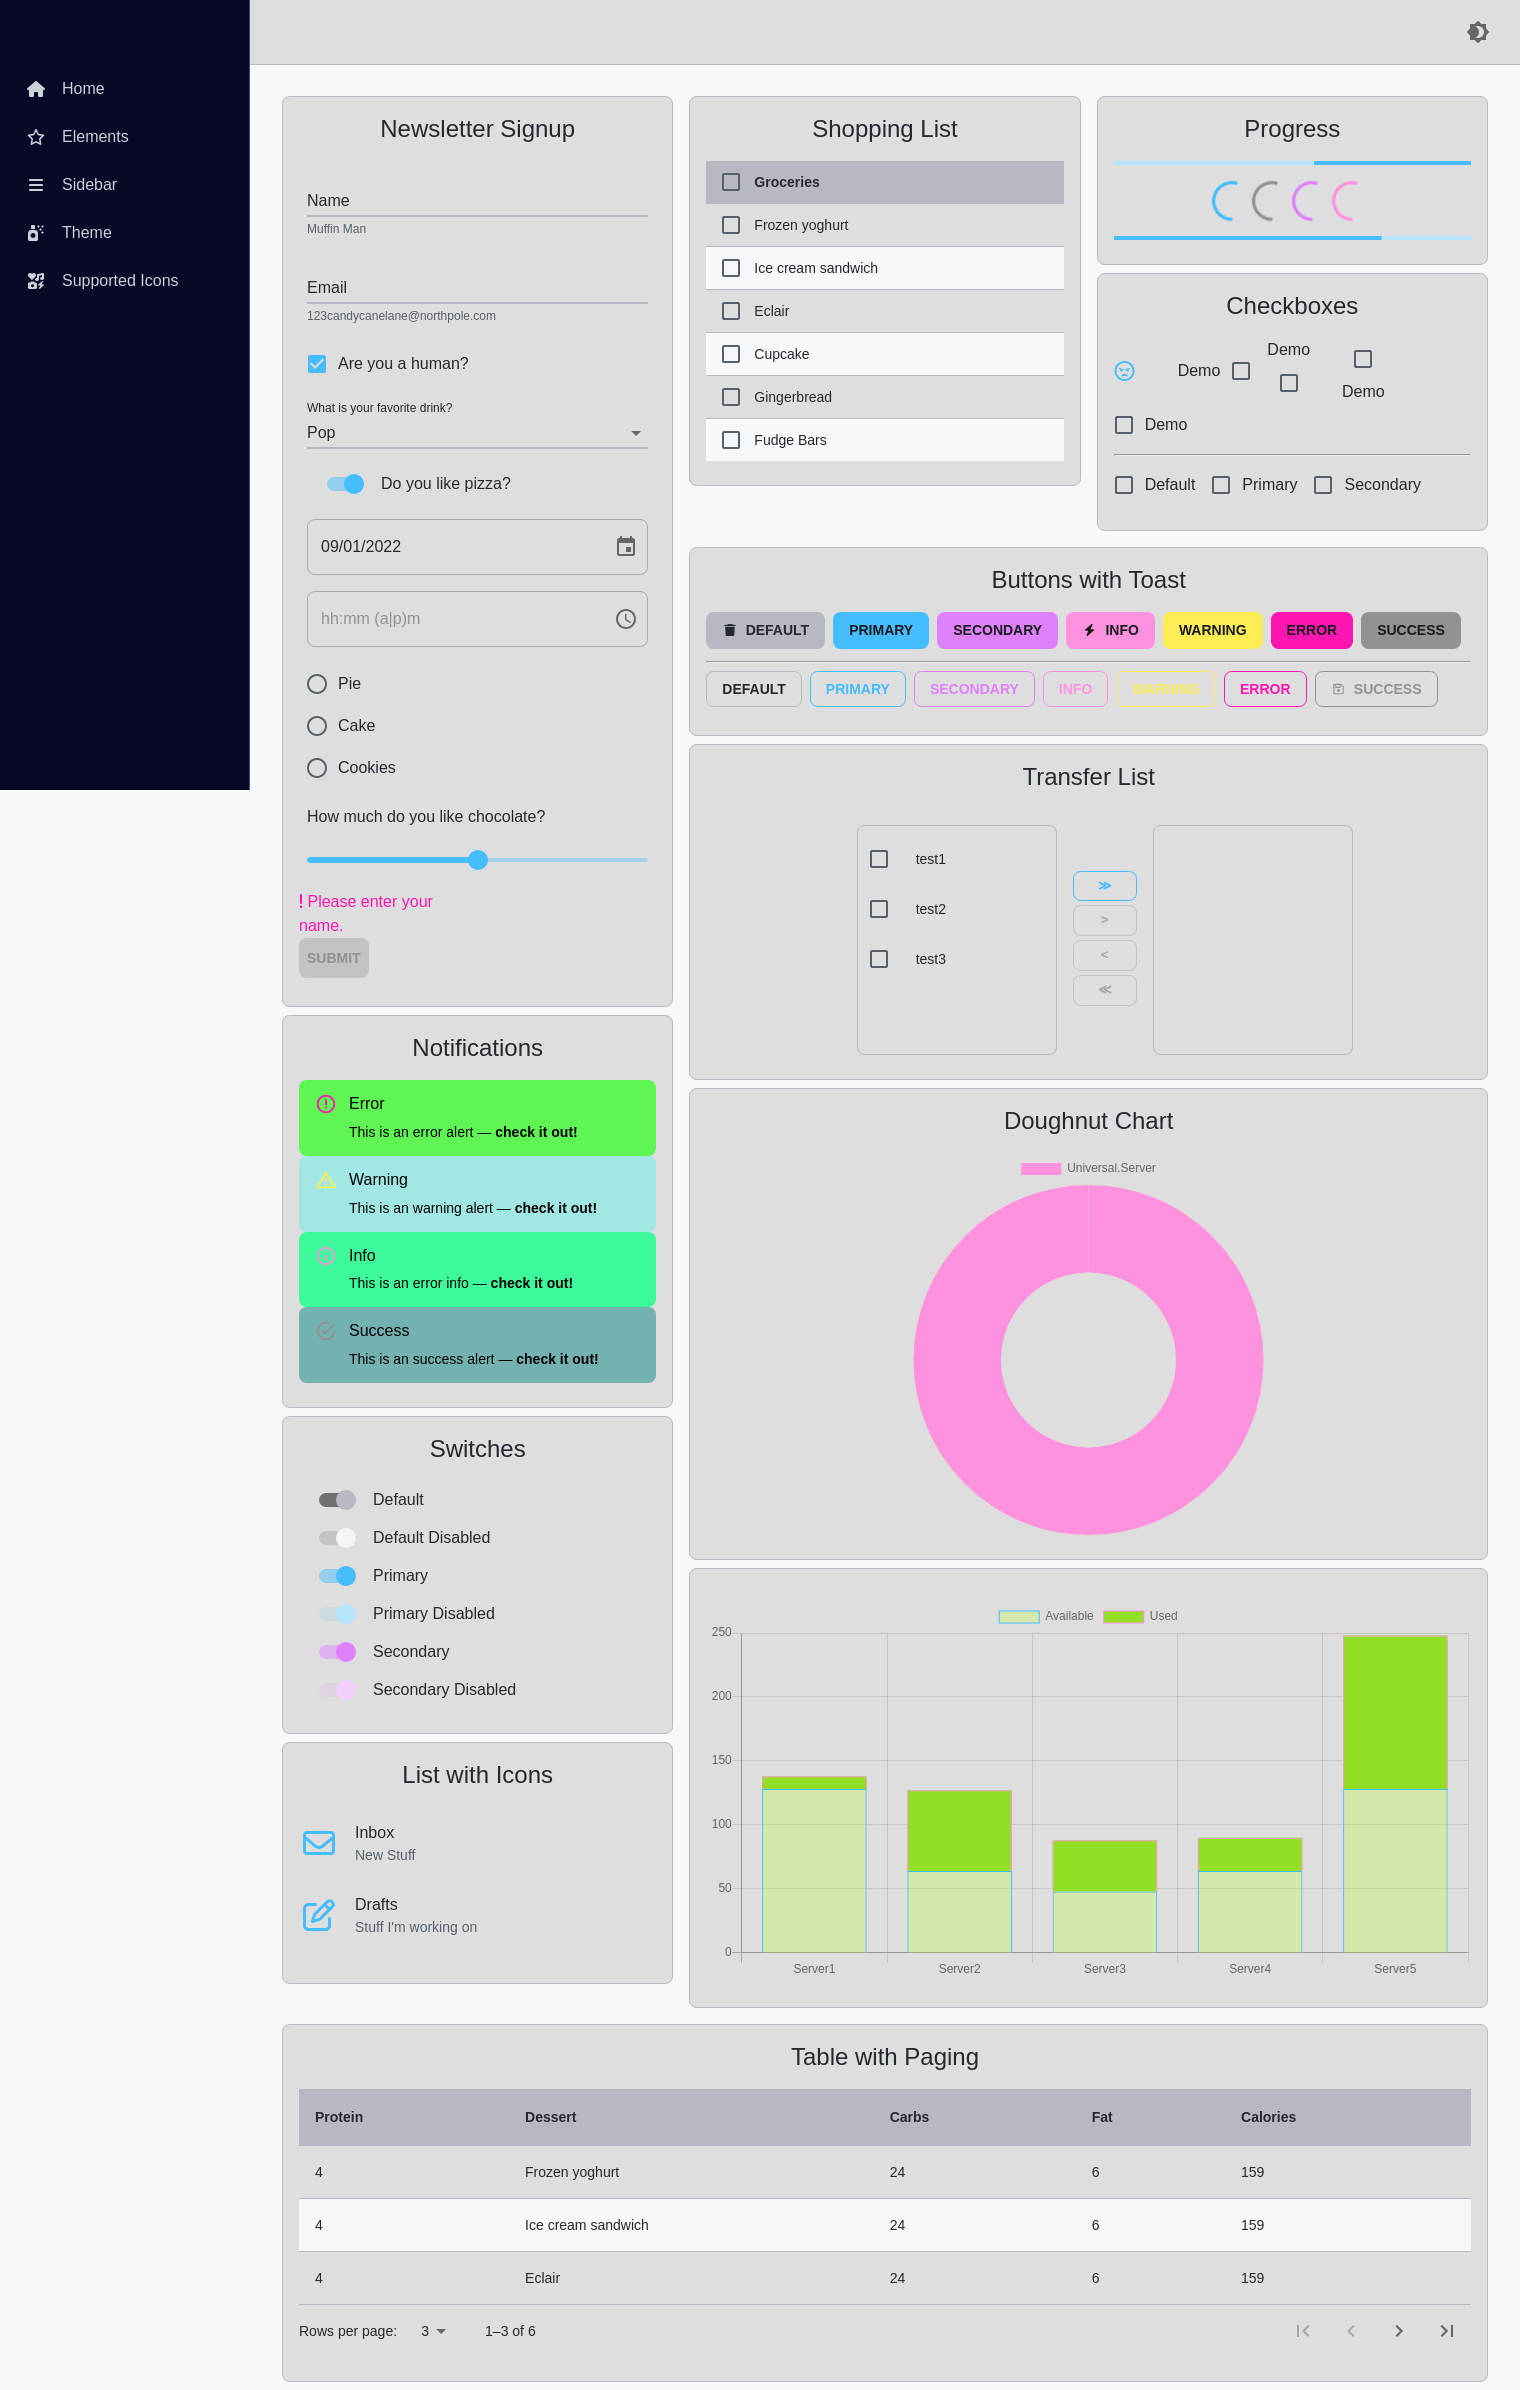 Home
Elements
Sidebar
Theme
Supported Icons
Newsletter Signup
Name
Muffin Man
Email
123candycanelane@northpole.com
Are you a human?
What is your favorite drink?
Pop
Do you like pizza?
09/01/2022
hh:mm (a|p)m
Pie
Cake
Cookies
How much do you like chocolate?
! Please enter your
name.
SUBMIT
Notifications
Error
This is an error alert — check it out!
Warning
This is an warning alert — check it out!
Info
This is an error info — check it out!
Success
This is an success alert — check it out!
Switches
Default
Default Disabled
Primary
Primary Disabled
Secondary
Secondary Disabled
List with Icons
Inbox
New Stuff
Drafts
Stuff I'm working on
Shopping List
Groceries
Frozen yoghurt
Ice cream sandwich
Eclair
Cupcake
Gingerbread
Fudge Bars
Progress
Checkboxes
Demo
Demo
Demo
Demo
Default Primary Secondary
Buttons with Toast
DEFAULT PRIMARY SECONDARY INFO WARNING ERROR SUCCESS
DEFAULT PRIMARY SECONDARY INFO WARNING ERROR SUCCESS
Transfer List
test1
test2
test3
≫
>
<
≪
Doughnut Chart
Universal.Server
Available Used
250
200
150
100
50
0
Server1 Server2 Server3 Server4 Server5
Table with Paging
Protein Dessert Carbs Fat Calories
4 Frozen yoghurt 24 6 159
4 Ice cream sandwich 24 6 159
4 Eclair 24 6 159
Rows per page: 3 1–3 of 6